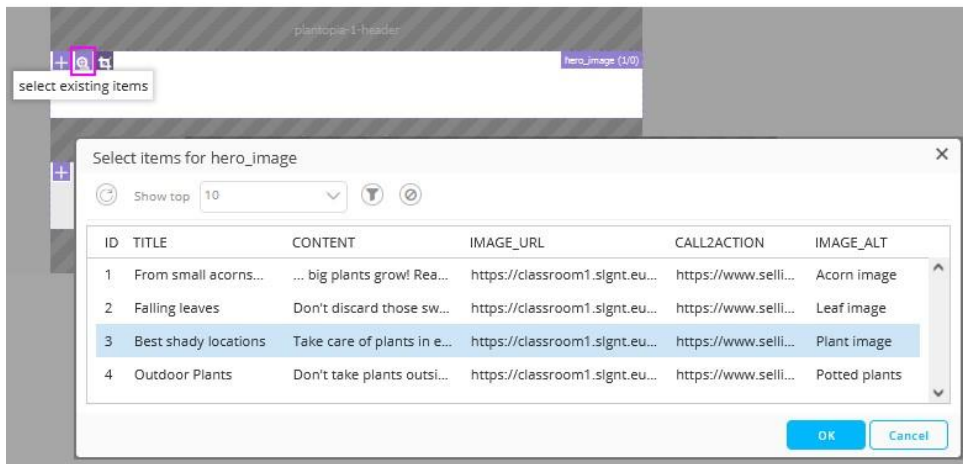 plantopia-1-header
hero_image (1/0)
select existing items
Select items for hero_image
Show top 10
ID TITLE CONTENT IMAGE_URL CALL2ACTION IMAGE_ALT
1 From small acorns... ... big plants grow! Rea... https://classroom1.slgnt.eu... https://www.selli... Acorn image
2 Falling leaves Don't discard those sw... https://classroom1.slgnt.eu... https://www.selli... Leaf image
3 Best shady locations Take care of plants in e... https://classroom1.slgnt.eu... https://www.selli... Plant image
4 Outdoor Plants Don't take plants outsi... https://classroom1.slgnt.eu... https://www.selli... Potted plants
OK Cancel